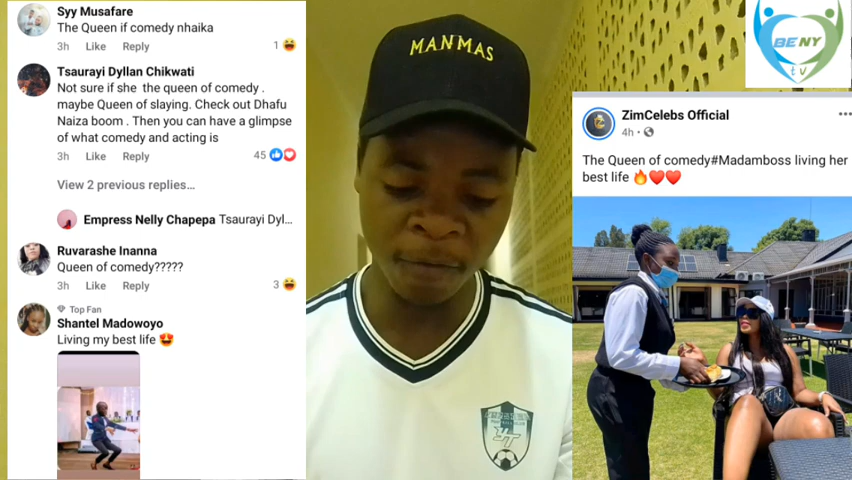 Syy Musafare
The Queen if comedy nhaika
3h Like Reply 1
Tsaurayi Dyllan Chikwati
Not sure if she the queen of comedy .
maybe Queen of slaying. Check out Dhafu
Naiza boom . Then you can have a glimpse
of what comedy and acting is
3h Like Reply 45
View 2 previous replies...
Empress Nelly Chapepa Tsaurayi Dyl...
Ruvarashe Inanna
Queen of comedy?????
3h Like Reply 3
Top Fan
Shantel Madowoyo
Living my best life 😍
MANMAS
FOOTBALL CLUB
YT
BENY
tv
ZimCelebs Official
4h
The Queen of comedy#Madamboss living her
best life 🔥❤️❤️